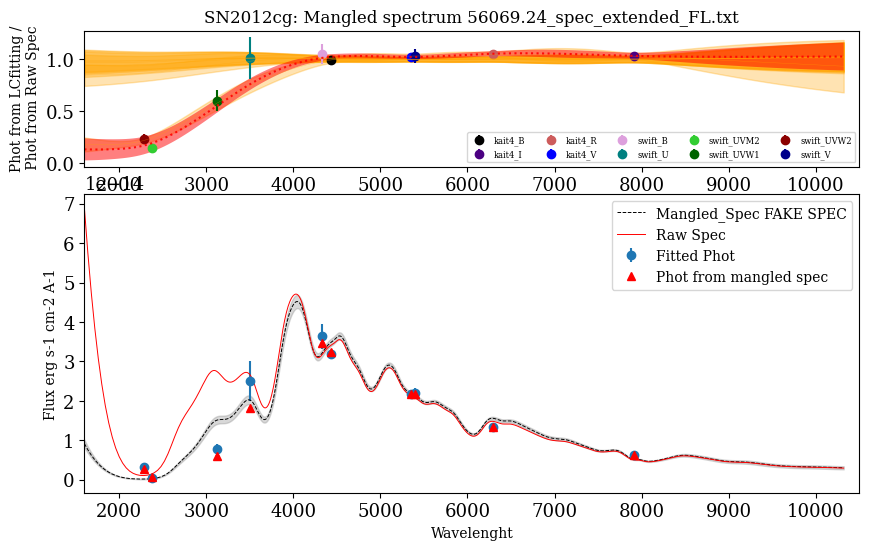 SN2012cg: Mangled spectrum 56069.24_spec_extended_FL.txt
Phot from LCfitting /
Phot from Raw Spec
1.0
0.5
0.0
kait4_B kait4_R swift_B swift_UVM2 swift_UVW2
kait4_I kait4_V swift_U swift_UVW1 swift_V
2000 3000 4000 5000 6000 7000 8000 9000 10000
1e−14
7
6
5
4
3
2
1
0
Flux erg s-1 cm-2 A-1
Mangled_Spec FAKE SPEC
Raw Spec
Fitted Phot
Phot from mangled spec
2000 3000 4000 5000 6000 7000 8000 9000 10000
Wavelenght